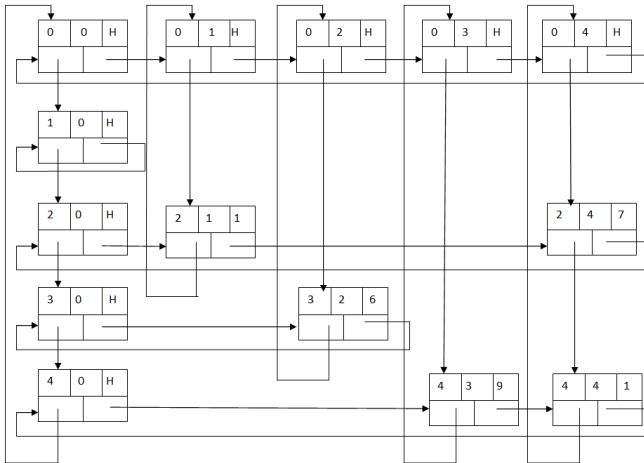 0 0 H 0 1 H 0 2 H 0 3 H 0 4 H
1 0 H
2 0 H 2 1 1 2 4 7
3 0 H 3 2 6
4 0 H 4 3 9 4 4 1